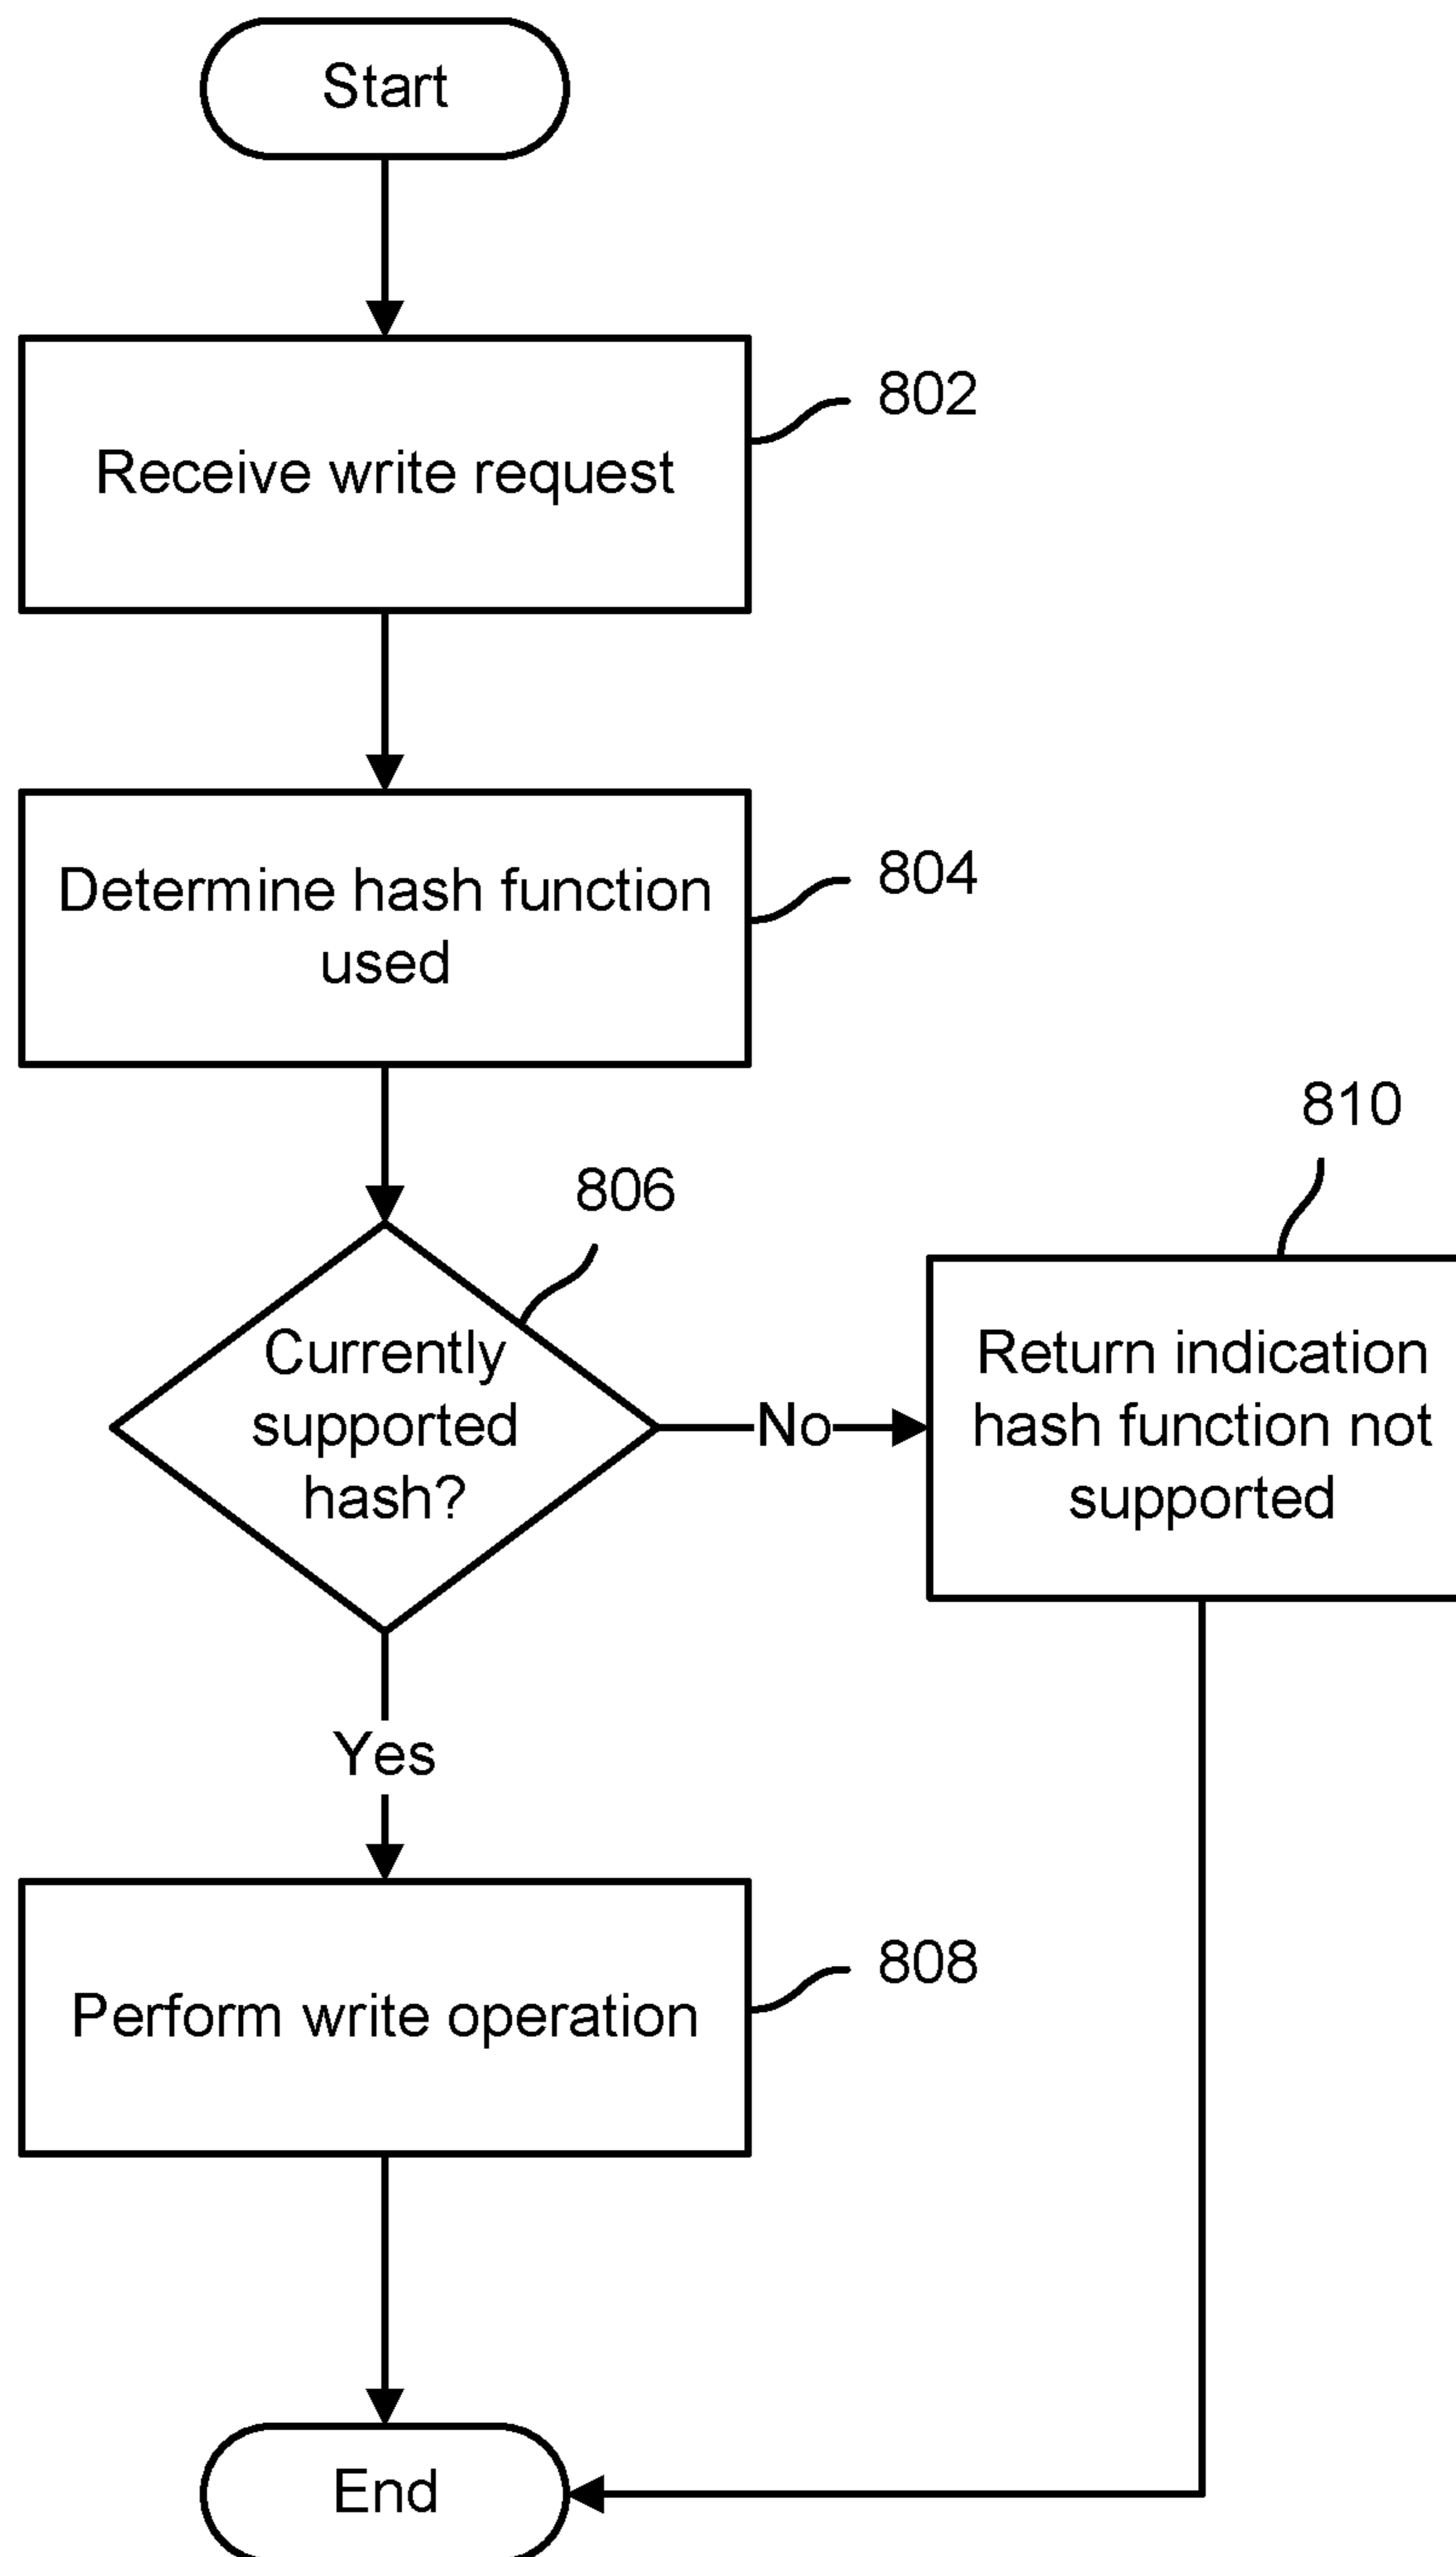 Start
802
Receive write request
804
Determine hash function
used
810
806
Currently
supported
hash?
No
Return indication
hash function not
supported
Yes
808
Perform write operation
End